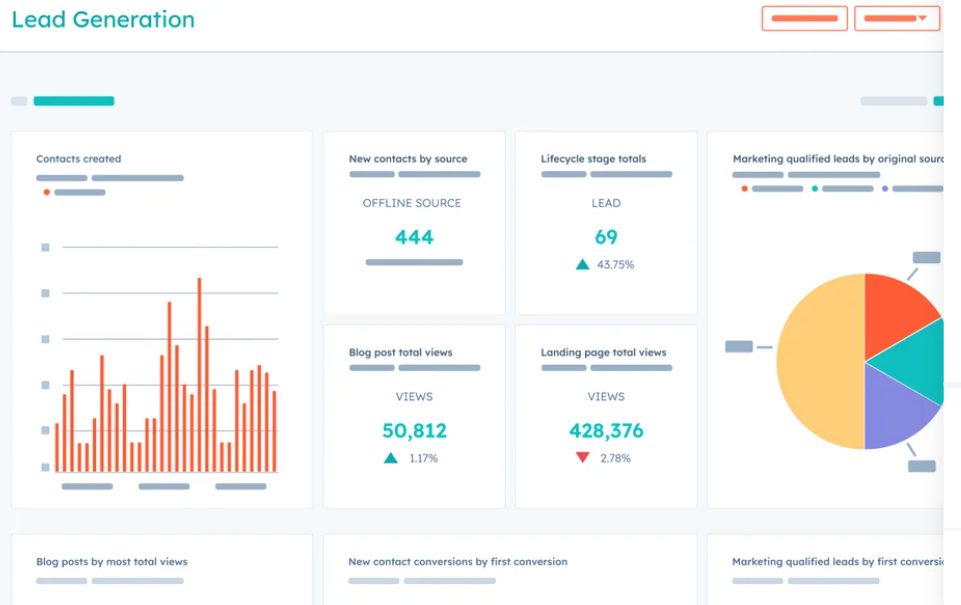 Lead Generation
Contacts created
New contacts by source
OFFLINE SOURCE
444
Lifecycle stage totals
LEAD
69
43.75%
Marketing qualified leads by original
Blog post total views
VIEWS
50,812
1.17%
Landing page total views
VIEWS
428,376
2.78%
Blog posts by most total views
New contact conversions by first conversion
Marketing qualified leads by first